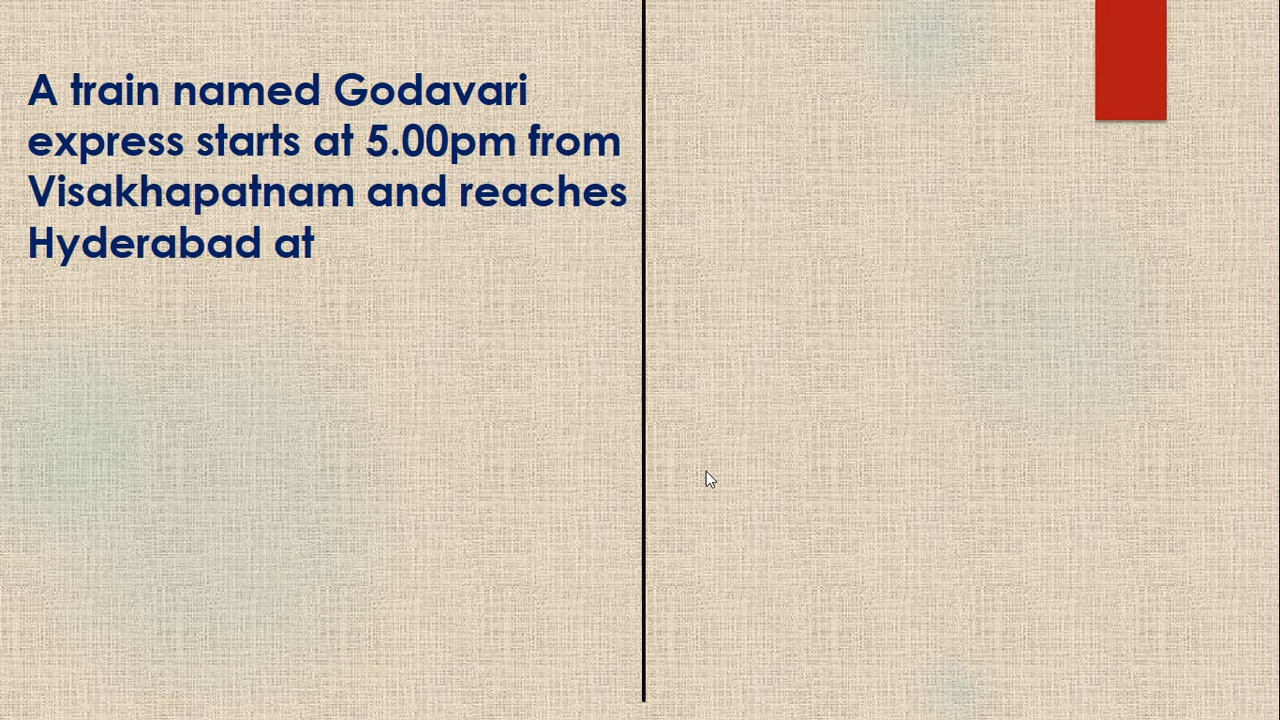 A train named Godavari
express starts at 5.00pm from
Visakhapatnam and reaches
Hyderabad at